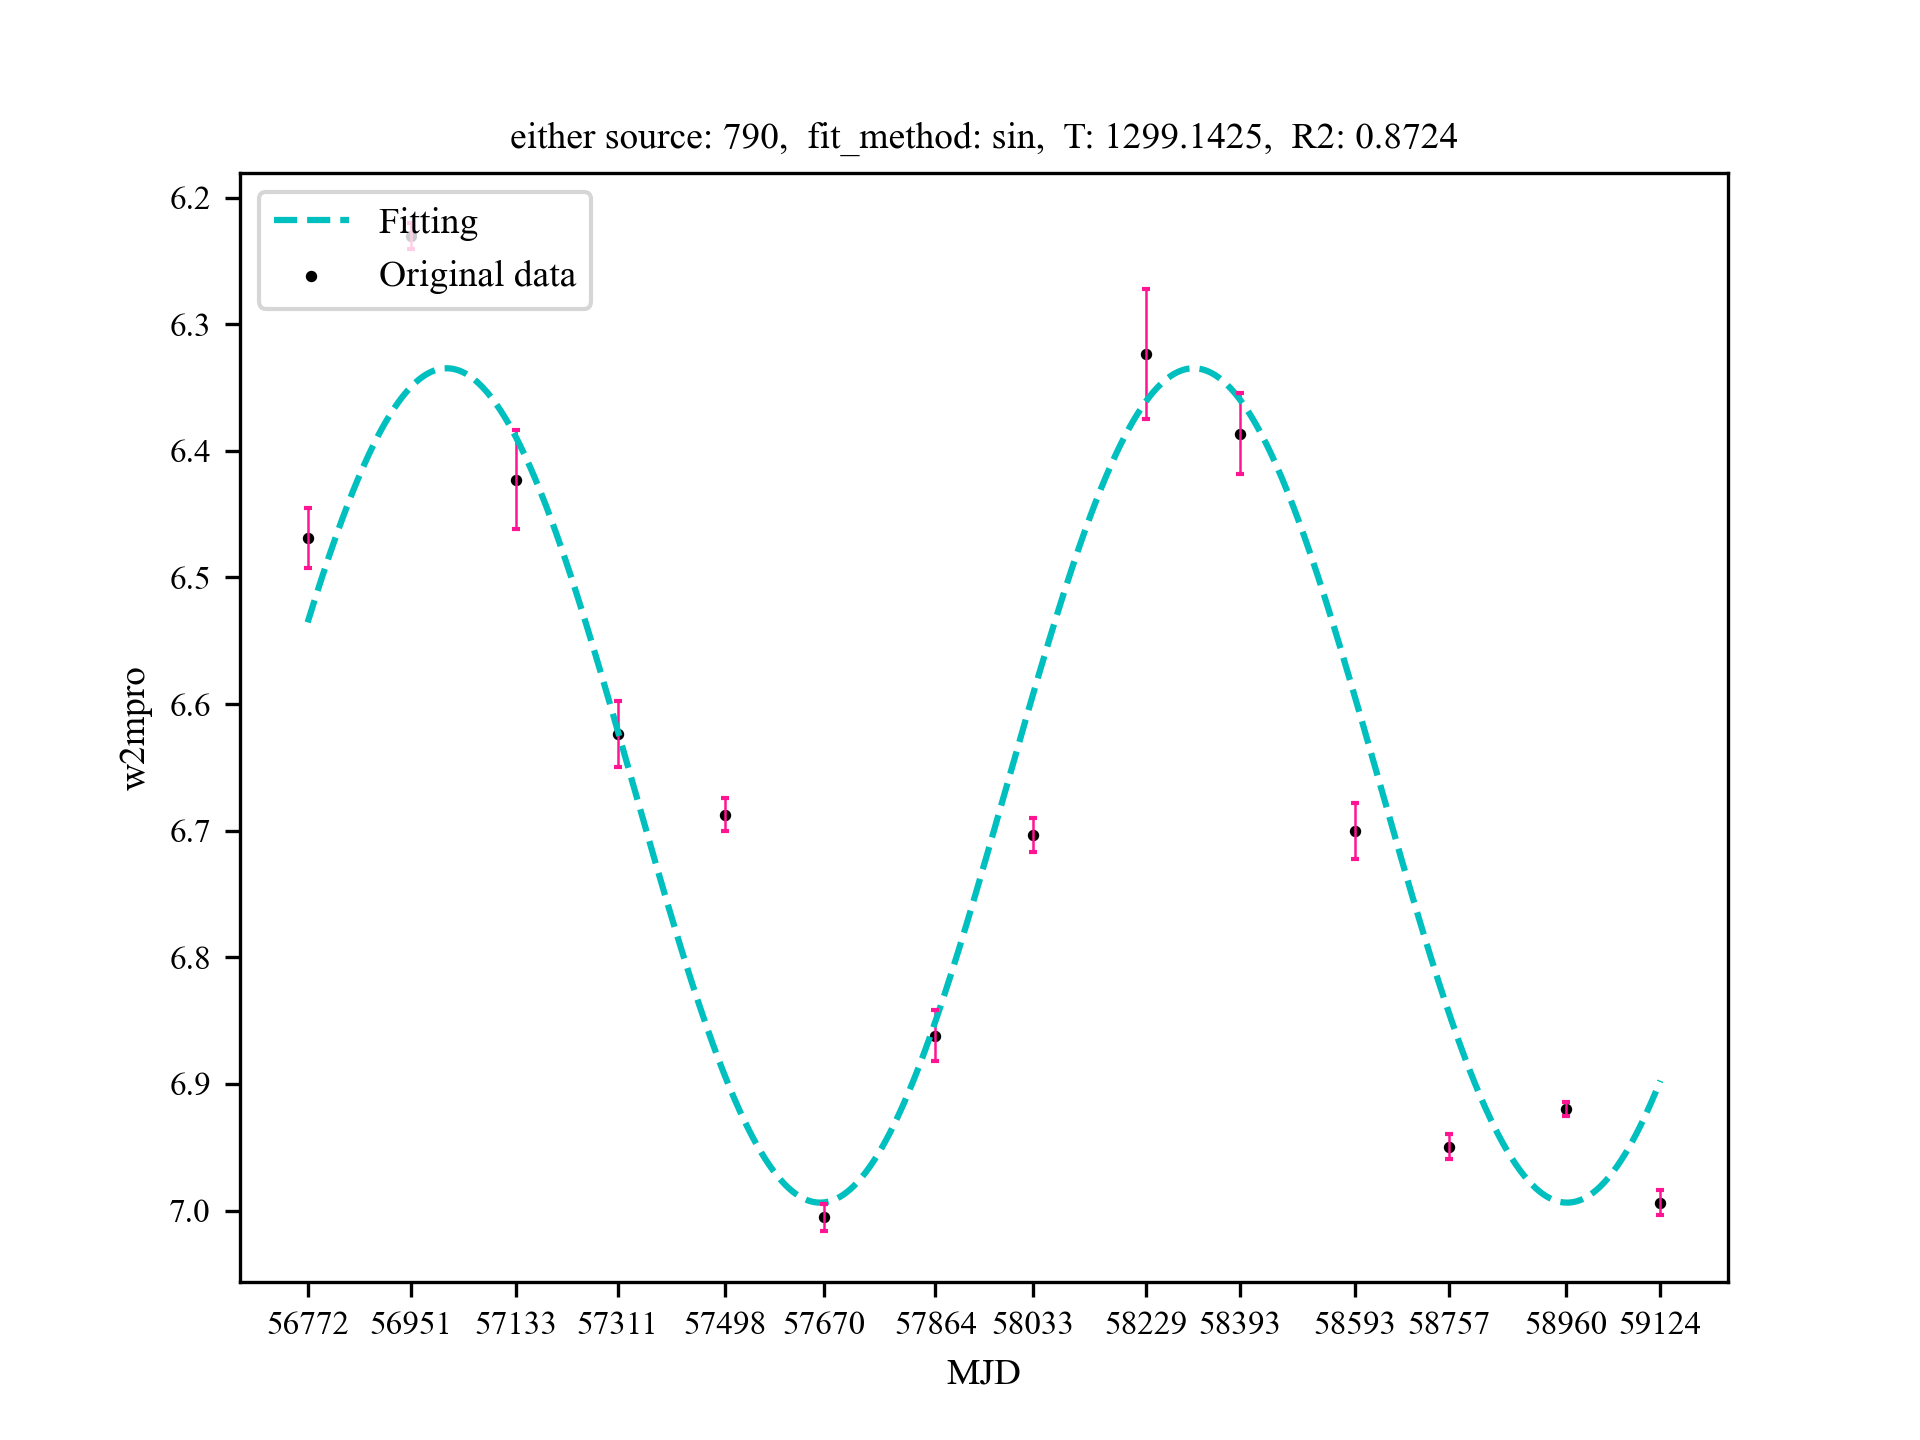 either source: 790,  fit_method: sin,  T: 1299.1425,  R2: 0.8724
Fitting
Original data
6.2
6.3
6.4
6.5
6.6
6.7
6.8
6.9
7.0
w2mpro
56772 56951 57133 57311 57498 57670 57864 58033 58229 58393 58593 58757 58960 59124
MJD